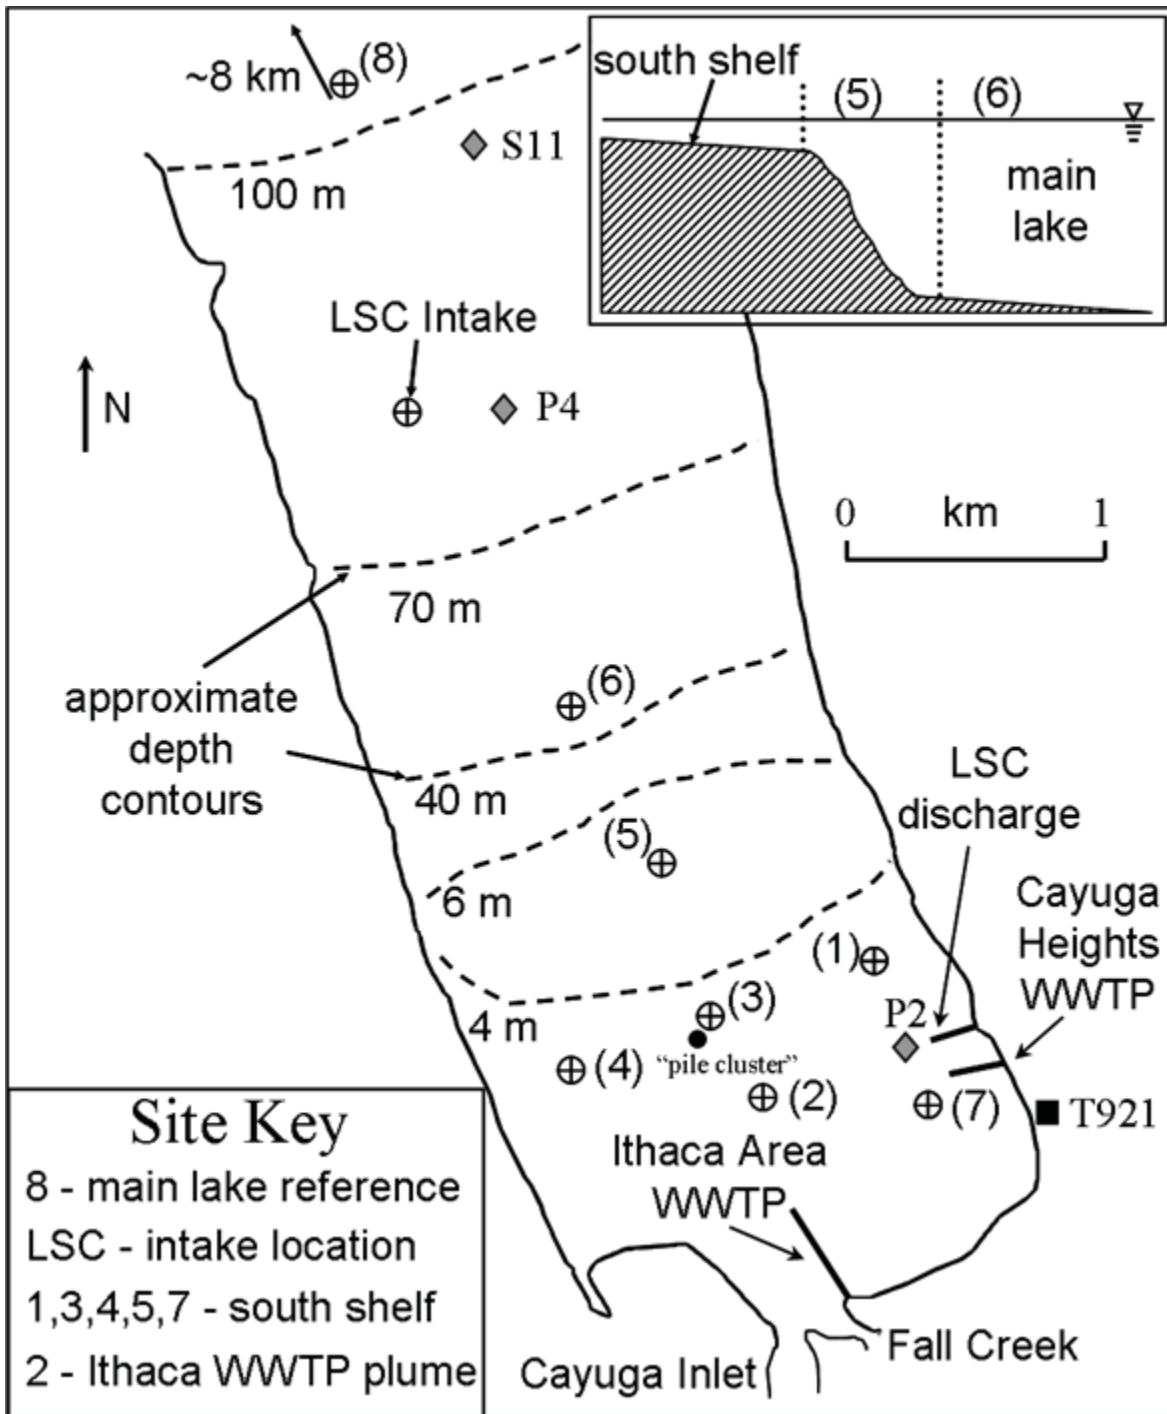 (8)
~8 km
south shelf
(5)
(6)
main
lake
S11
100 m
LSC Intake
N
P4
0 km 1
70 m
approximate
depth
contours
(6)
40 m
LSC
discharge
(5)
6 m
Cayuga
Heights
WWTP
(1)
(3)
P2
4 m
"pile cluster"
(4)
(2)
(7)
T921
Ithaca Area
WWTP
Site Key
8 - main lake reference
LSC - intake location
1,3,4,5,7 - south shelf
2 - Ithaca WWTP plume
Cayuga Inlet
Fall Creek